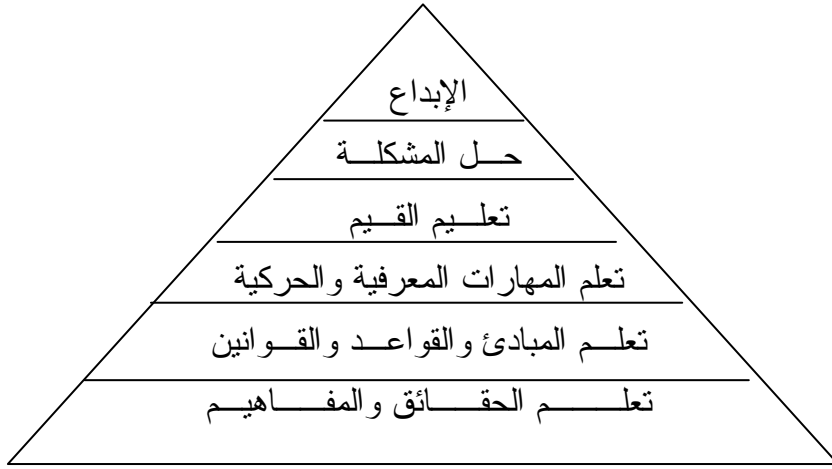 الإبداع
حل المشكلة
تعليم القيم
تعلم المهارات المعرفية والحركية
تعلم المبادئ والقواعد والقوانين
تعلم الحقائق والمفاهيم